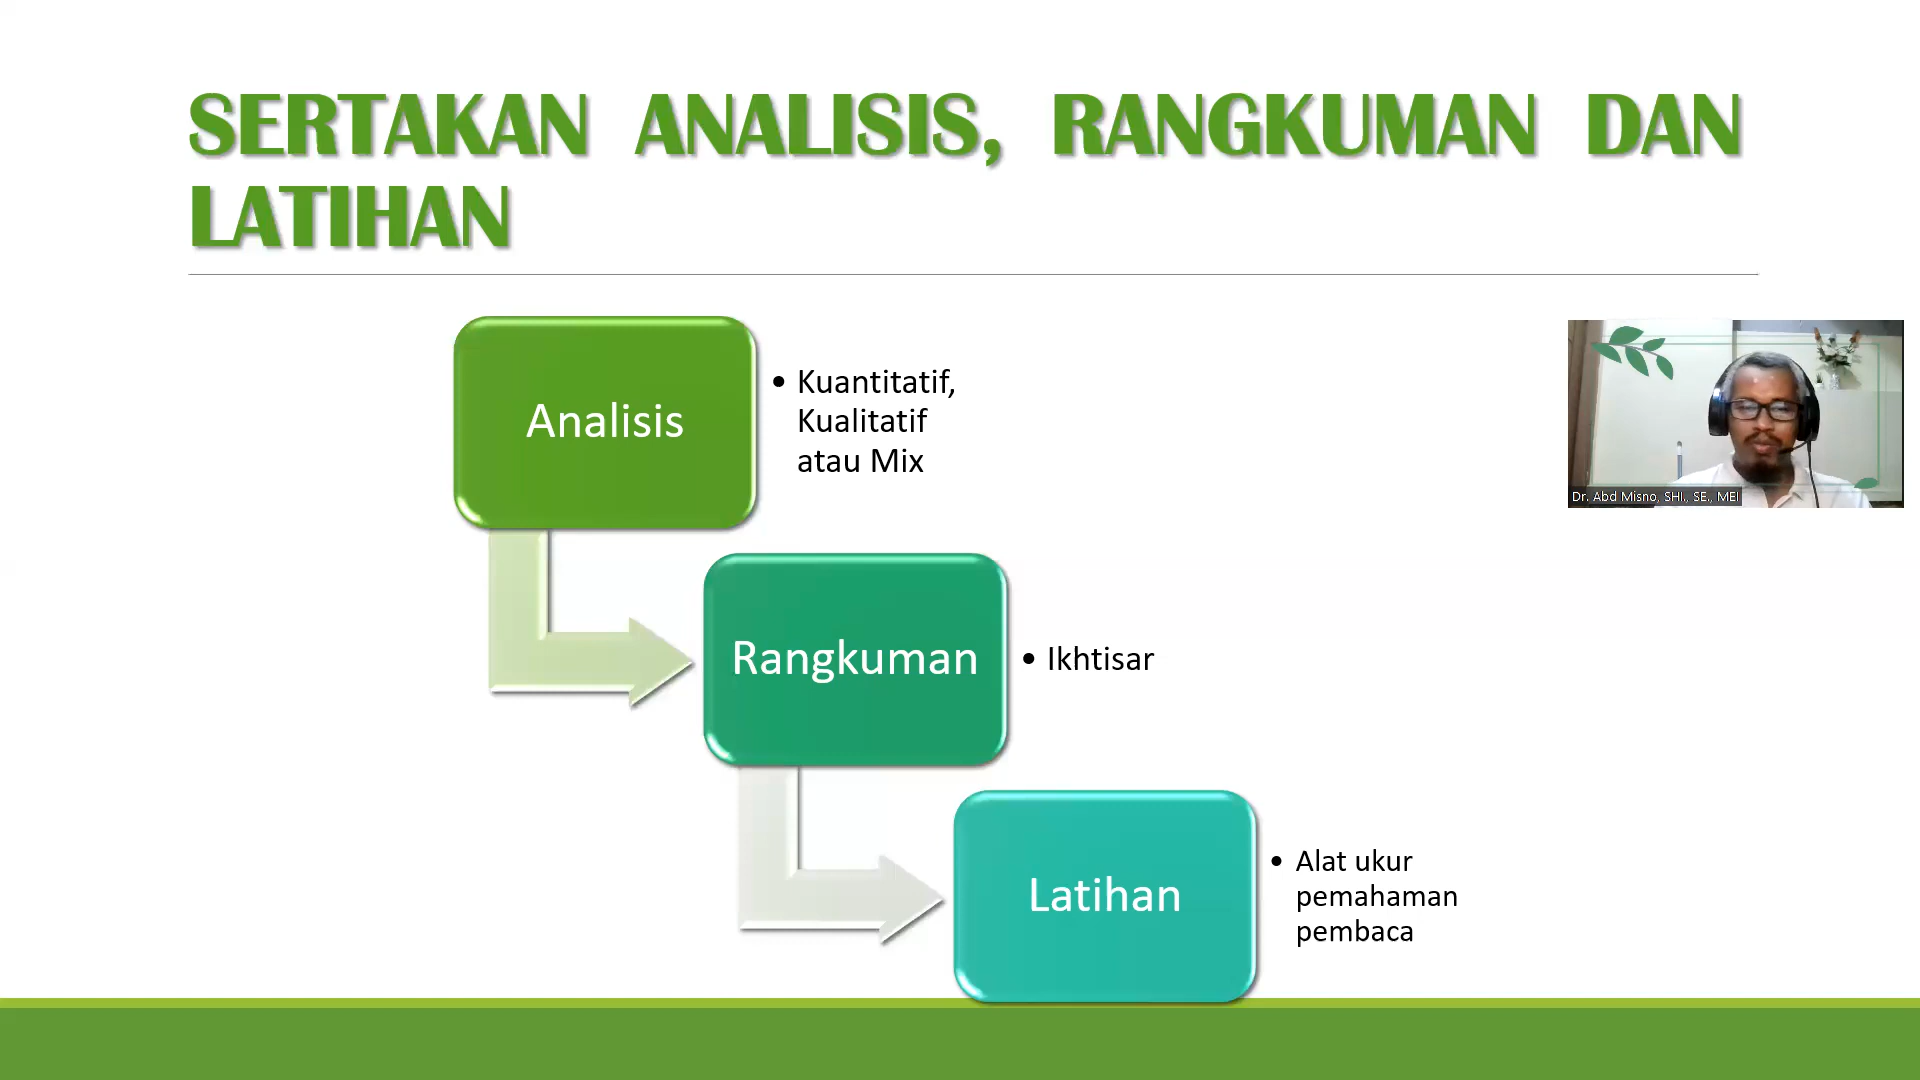 SERTAKAN ANALISIS, RANGKUMAN DAN
LATIHAN
Analisis
• Kuantitatif,
Kualitatif
atau Mix
Dr. Abd Misno, SHI., SE., MEI
Rangkuman
• Ikhtisar
Latihan
• Alat ukur
pemahaman
pembaca